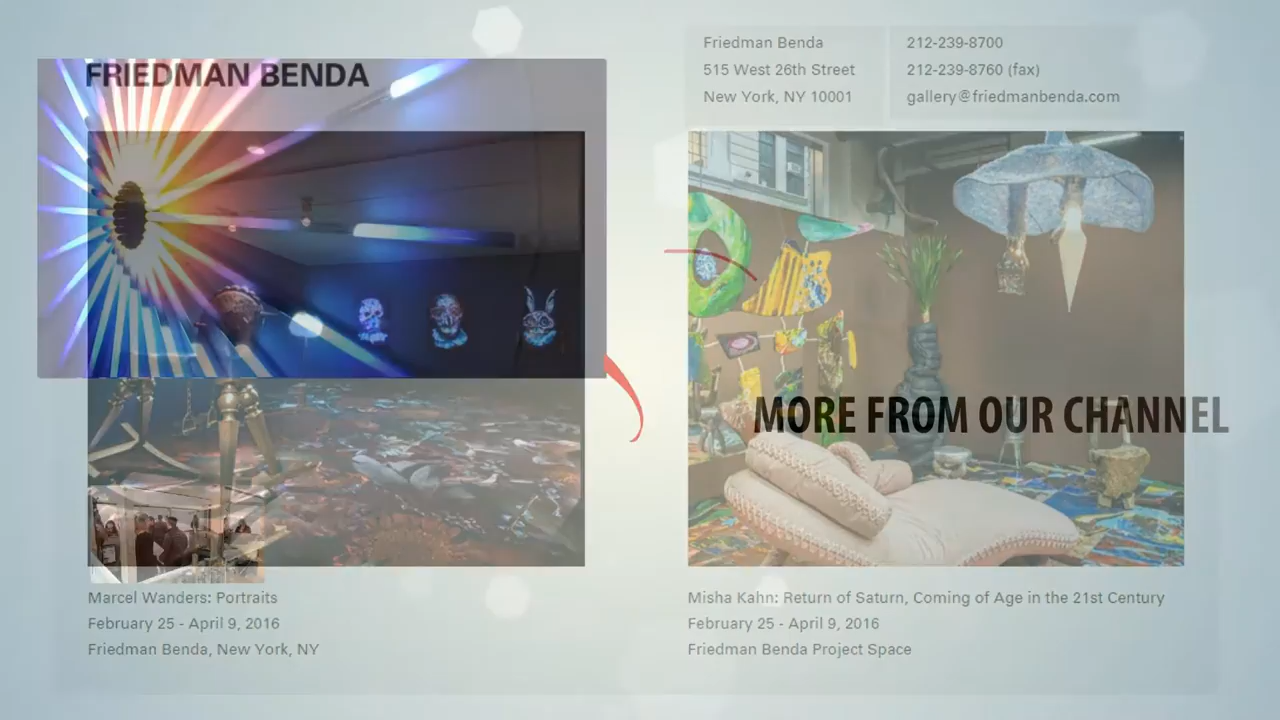 FRIEDMAN BENDA
Friedman Benda
515 West 26th Street
New York, NY 10001
212-239-8700
212-239-8760 (fax)
gallery@friedmanbenda.com
MORE FROM OUR CHANNEL
Marcel Wanders: Portraits
February 25 - April 9, 2016
Friedman Benda, New York, NY
Misha Kahn: Return of Saturn, Coming of Age in the 21st Century
February 25 - April 9, 2016
Friedman Benda Project Space